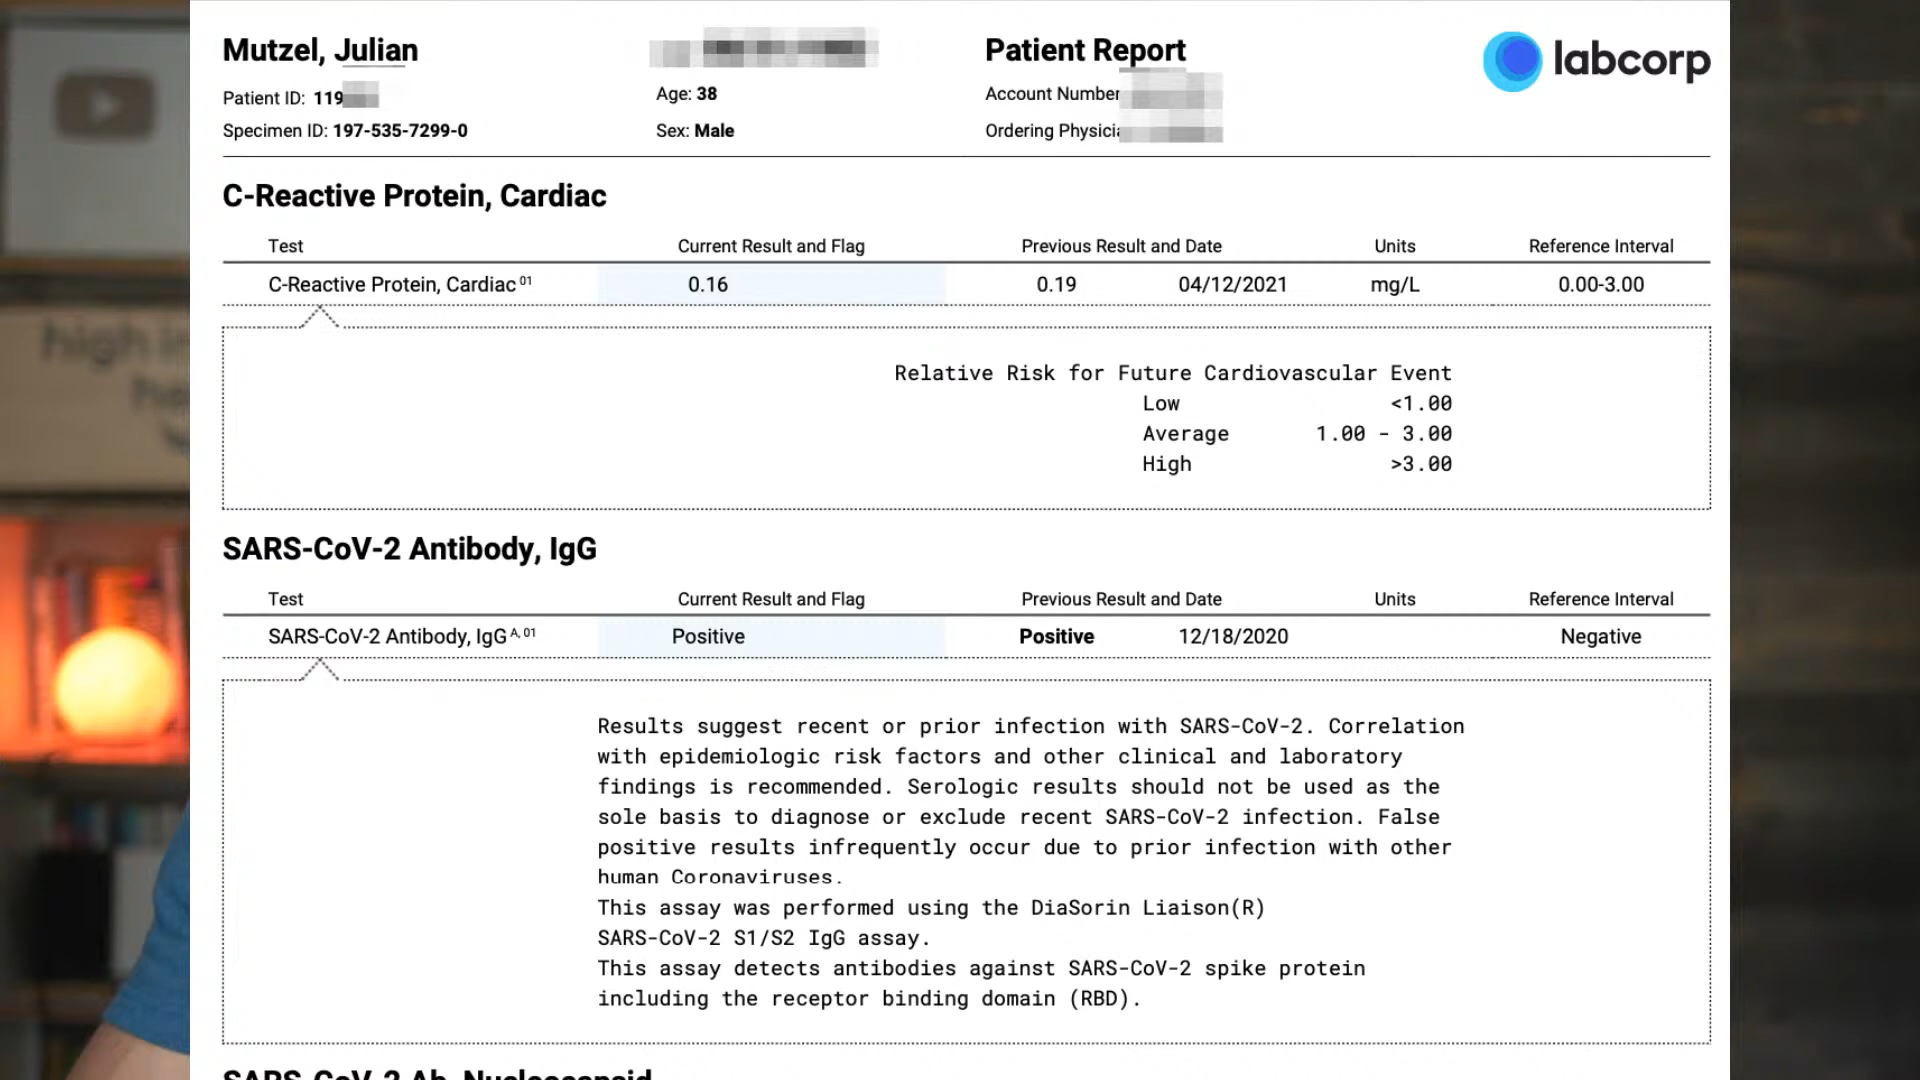 Mutzel, Julian
Patient ID: 119
Specimen ID: 197-535-7299-0
Age: 38
Sex: Male
Patient Report
Account Number
Ordering
labcorp
C-Reactive Protein, Cardiac
Test Current Result and Flag Previous Result and Date Units Reference Interval
C-Reactive Protein, Cardiac 01 0.16 0.19 04/12/2021 mg/L 0.00-3.00
Relative Risk for Future Cardiovascular Event
Low <1.00
Average 1.00 - 3.00
High >3.00
SARS-CoV-2 Antibody, IgG
Test Current Result and Flag Previous Result and Date Units Reference Interval
SARS-CoV-2 Antibody, IgG A, 01 Positive Positive 12/18/2020 Negative
Results suggest recent or prior infection with SARS-CoV-2. Correlation
with epidemiologic risk factors and other clinical and laboratory
findings is recommended. Serologic results should not be used as the
sole basis to diagnose or exclude recent SARS-CoV-2 infection. False
positive results infrequently occur due to prior infection with other
human Coronaviruses.
This assay was performed using the DiaSorin Liaison(R)
SARS-CoV-2 S1/S2 IgG assay.
This assay detects antibodies against SARS-CoV-2 spike protein
including the receptor binding domain (RBD).
SARS-CoV-2 Ab, Nucleocapsid
high